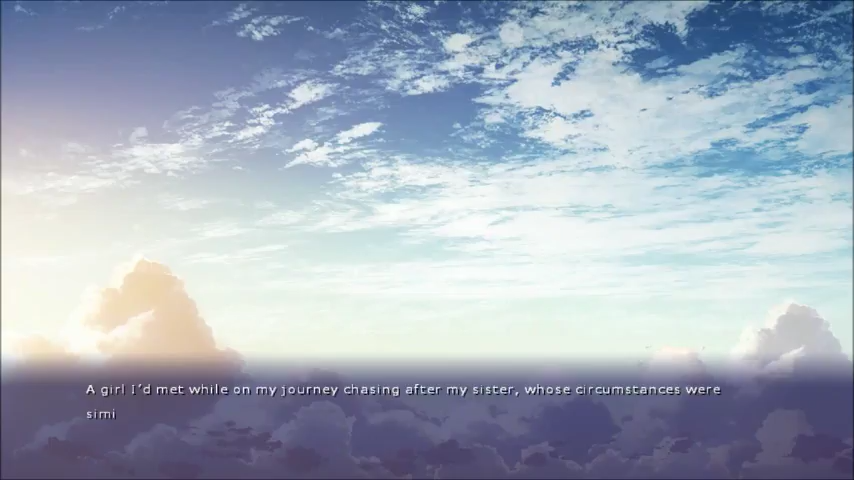 A girl I'd met while on my journey chasing after my sister, whose circumstances were
simi